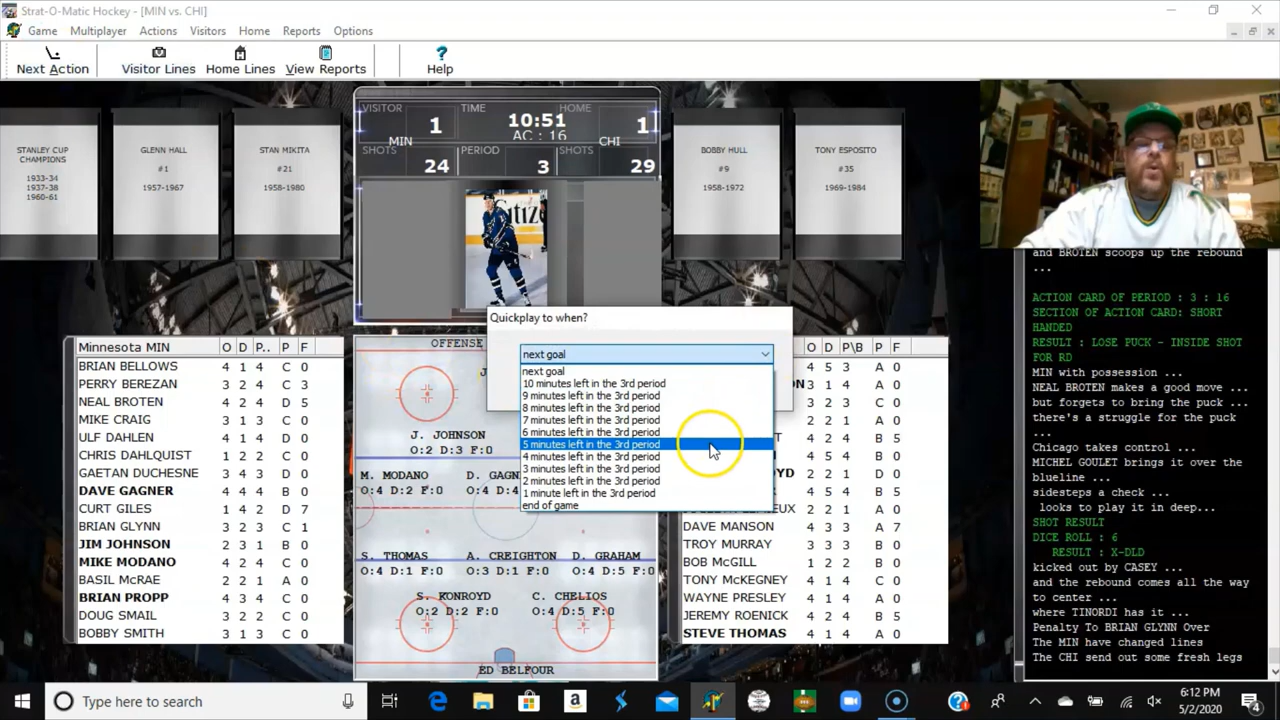 Strat-O-Matic Hockey - [MIN vs. CHI]
Game Multiplayer Actions Visitors Home Reports Options
Next Action Visitor Lines Home Lines View Reports Help
STANLEY CUP
CHAMPIONS
1933-34
1937-38
1960-61
GLENN HALL
#1
1957-1967
STAN MIKITA
#21
1958-1980
VISITOR TIME HOME
1 10:51 1
MIN AC : 16 CHI
SHOTS PERIOD SHOTS
24 3 29
BOBBY HULL
#9
1958-1972
TONY ESPOSITO
#35
1969-1984
Quickplay to when?
next goal
next goal
10 minutes left in the 3rd period
9 minutes left in the 3rd period
8 minutes left in the 3rd period
7 minutes left in the 3rd period
6 minutes left in the 3rd period
5 minutes left in the 3rd period
4 minutes left in the 3rd period
3 minutes left in the 3rd period
2 minutes left in the 3rd period
1 minute left in the 3rd period
end of game
Minnesota MIN O D P.. P F
BRIAN BELLOWS 4 1 4 C 0
PERRY BEREZAN 3 2 4 C 3
NEAL BROTEN 4 2 4 D 5
MIKE CRAIG 3 1 3 C 0
ULF DAHLEN 4 1 4 D 0
CHRIS DAHLQUIST 1 2 2 C 0
GAETAN DUCHESNE 2 4 3 C 0
DAVE GAGNER 4 4 4 C 0
CURT GILES 2 4 1 D 7
BRIAN GLYNN 3 2 3 C 1
JIM JOHNSON 2 3 1 B 0
MIKE MODANO 4 2 4 C 0
BASIL McRAE 2 2 1 A 0
BRIAN PROPP 4 3 4 C 0
DOUG SMAIL 3 2 2 C 0
BOBBY SMITH 3 1 3 C 0
OFFENSE
J. JOHNSON
O:2 D:3 F:0
M. MODANO D. GAGN
O:4 D:2 F:0 O:4 D:4
S. THOMAS A. CREIGHTON D. GRAHAM
O:4 D:1 F:0 O:3 D:1 F:0 O:4 D:5 F:0
S. KONROYD C. CHELIOS
O:2 D:2 F:0 O:4 D:5 F:0
ED BELFOUR
O D P\B P F
4 5 3 A 0
3 2 3 C 0
4 1 4 C 0
3 1 3 C 0
4 2 4 B 5
3 2 2 B 0
2 2 1 D 0
4 5 4 B 5
2 2 1 A 0
DAVE MANSON 4 3 3 A 7
TROY MURRAY 3 3 3 B 0
BOB McGILL 1 2 2 B 0
TONY McKEGNEY 4 1 4 C 0
WAYNE PRESLEY 4 3 4 C 0
JEREMY ROENICK 4 4 4 B 5
STEVE THOMAS 4 1 4 A 0
and BROTEN scoops up the rebound
...
ACTION CARD OF PERIOD : 3 : 16
SECTION OF ACTION CARD: SHORT
HANDED
RESULT : LOSE PUCK - INSIDE SHOT
FOR RD
MIN with possession ...
NEAL BROTEN makes a good move ...
but forgets to bring the puck ...
there's a struggle for the puck
...
Chicago takes control ...
MICHEL GOULET brings it over the
blueline ...
sidesteps a check ...
looks to play it in deep...
SHOT RESULT
DICE ROLL : 6
RESULT : X-DLD
kicked out by CASEY ...
and the rebound comes all the way
to center ...
where TINORDI has it ...
Penalty To BRIAN GLYNN Over
The MIN have changed lines
The CHI send out some fresh legs
Type here to search
6:12 PM
5/2/2020
4